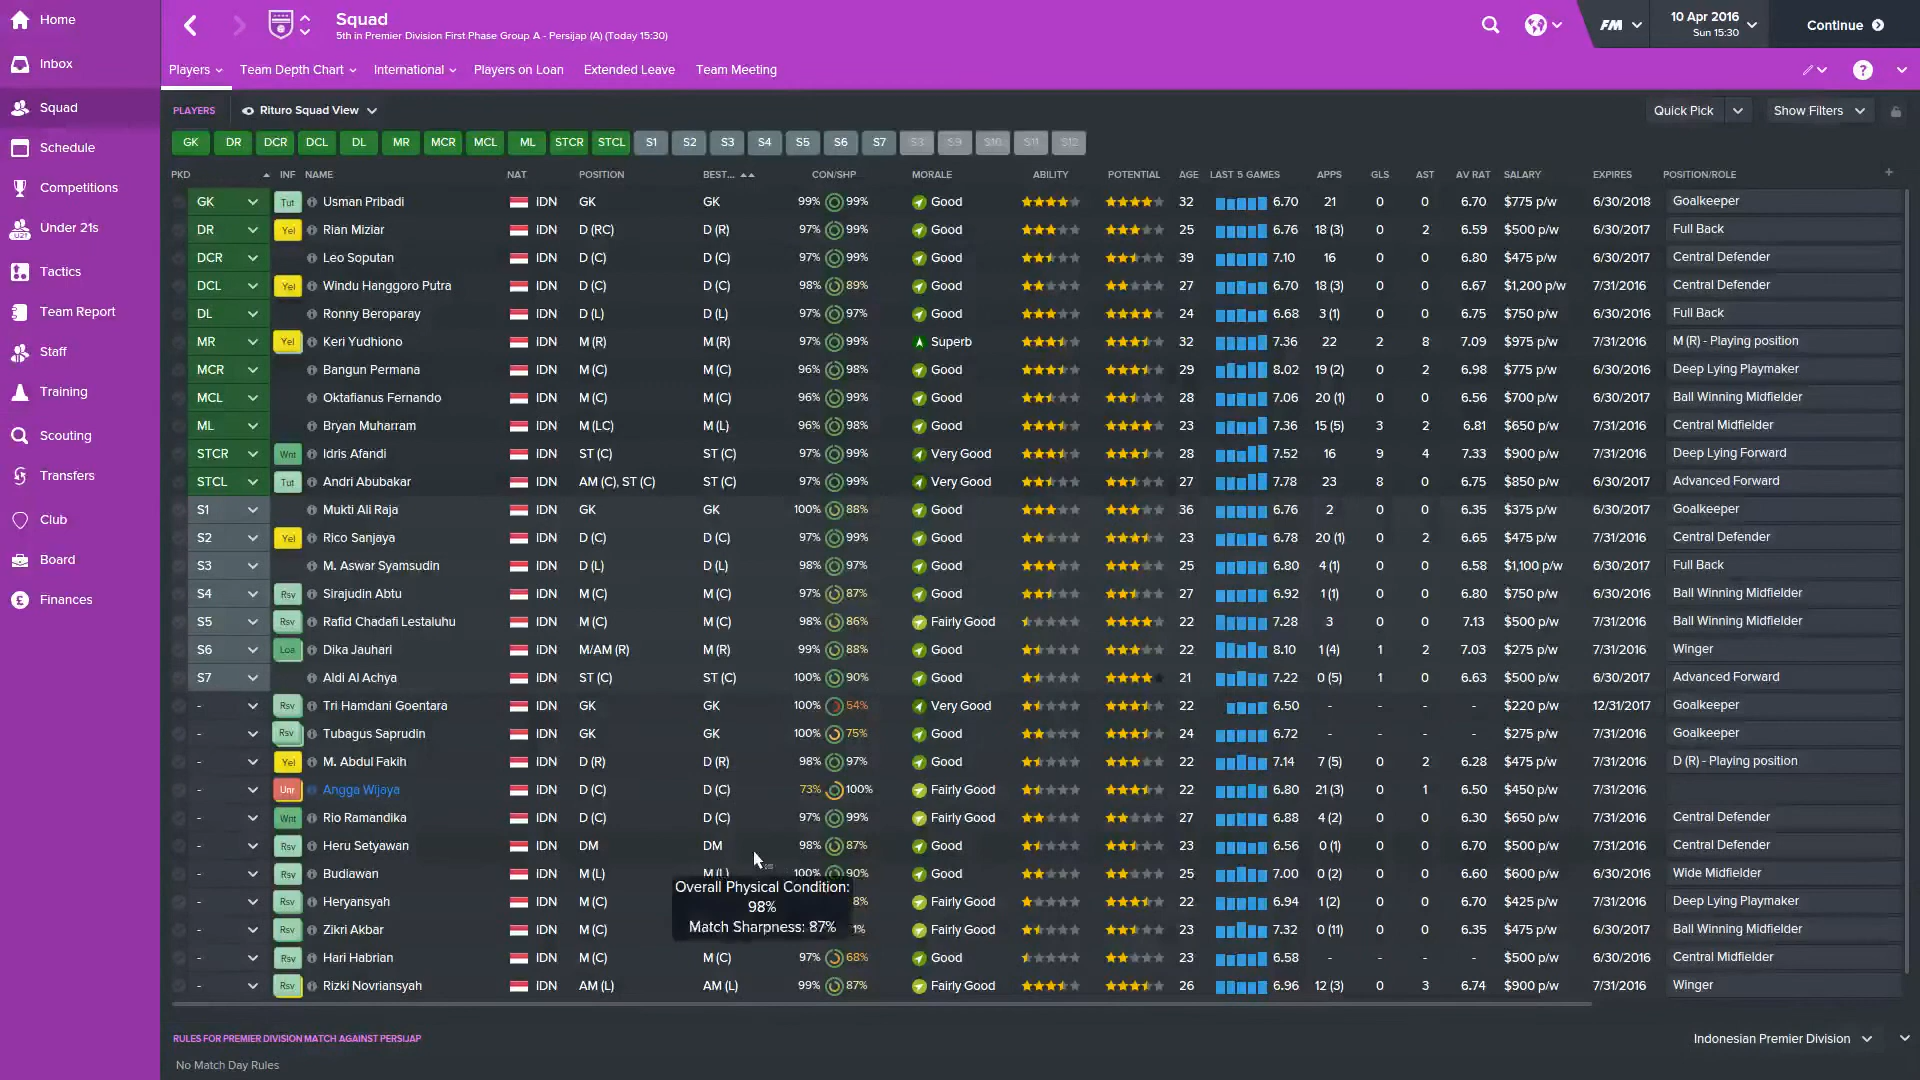 Home
Inbox
Squad
Schedule
Competitions
Under 21s
Tactics
Team Report
Staff
Training
Scouting
Transfers
Club
Board
Finances
Squad
5th in Premier Division First Phase Group A - Persijap (A) (Today 15:30)
FM
10 Apr 2016
Sun 15:30
Continue
Players Team Depth Chart International Players on Loan Extended Leave Team Meeting
PLAYERS Rituro Squad View Quick Pick Show Filters
GK DR DCR DCL DL MR MCR MCL ML STCR STCL S1 S2 S3 S4 S5 S6 S7 S8 S9 S10 S11 S12
PKD INF NAME NAT POSITION BEST... CON/SHP MORALE ABILITY POTENTIAL AGE LAST 5 GAMES APPS GLS AST AV RAT SALARY EXPIRES POSITION/ROLE
GK Tut Usman Pribadi IDN GK GK 99% 99% Good 32 6.70 21 0 0 6.70 $775 p/w 6/30/2018 Goalkeeper
DR Yel Rian Miziar IDN D (RC) D (R) 97% 99% Good 25 6.76 18 (3) 0 2 6.59 $500 p/w 6/30/2017 Full Back
DCR Leo Soputan IDN D (C) D (C) 97% 99% Good 39 7.10 16 0 0 6.80 $475 p/w 6/30/2017 Central Defender
DCL Yel Windu Hanggoro Putra IDN D (C) D (C) 98% 89% Good 27 6.70 18 (3) 0 0 6.67 $1,200 p/w 7/31/2016 Central Defender
DL Ronny Beroparay IDN D (L) D (L) 97% 97% Good 24 6.68 3 (1) 0 0 6.75 $750 p/w 6/30/2016 Full Back
MR Yel Keri Yudhiono IDN M (R) M (R) 97% 99% Superb 32 7.36 22 2 8 7.09 $975 p/w 7/31/2016 M (R) - Playing position
MCR Bangun Permana IDN M (C) M (C) 96% 98% Good 29 8.02 19 (2) 0 2 6.98 $775 p/w 6/30/2016 Deep Lying Playmaker
MCL Oktafianus Fernando IDN M (C) M (C) 96% 99% Good 28 7.06 20 (1) 0 0 6.56 $700 p/w 6/30/2017 Ball Winning Midfielder
ML Bryan Muharram IDN M (LC) M (L) 96% 98% Good 23 7.36 15 (5) 3 2 6.81 $650 p/w 7/31/2016 Central Midfielder
STCR Wnt Idris Afandi IDN ST (C) ST (C) 97% 99% Very Good 28 7.52 16 9 4 7.33 $900 p/w 7/31/2016 Deep Lying Forward
STCL Tut Andri Abubakar IDN AM (C), ST (C) ST (C) 97% 99% Very Good 27 7.78 23 8 0 6.75 $850 p/w 6/30/2017 Advanced Forward
S1 Mukti Ali Raja IDN GK GK 100% 88% Good 36 6.76 2 0 0 6.35 $375 p/w 6/30/2017 Goalkeeper
S2 Yel Rico Sanjaya IDN D (C) D (C) 97% 99% Good 23 6.78 20 (1) 0 2 6.65 $475 p/w 7/31/2016 Central Defender
S3 M. Aswar Syamsudin IDN D (L) D (L) 98% 97% Good 25 6.80 4 (1) 0 0 6.58 $1,100 p/w 6/30/2017 Full Back
S4 Rsv Sirajudin Abtu IDN M (C) M (C) 97% 87% Good 27 6.92 1 (1) 0 0 6.80 $750 p/w 6/30/2016 Ball Winning Midfielder
S5 Rsv Rafid Chadafi Lestaluhu IDN M (C) M (C) 98% 86% Fairly Good 22 7.28 3 0 0 7.13 $500 p/w 7/31/2016 Ball Winning Midfielder
S6 Loa Dika Jauhari IDN M/AM (R) M (R) 99% 88% Good 22 8.10 1 (4) 1 2 7.03 $275 p/w 7/31/2016 Winger
S7 Aldi Al Achya IDN ST (C) ST (C) 100% 90% Good 21 7.22 0 (5) 1 0 6.63 $500 p/w 6/30/2017 Advanced Forward
- Rsv Tri Hamdani Goentara IDN GK GK 100% 54% Very Good 22 6.50 - - - - $220 p/w 12/31/2017 Goalkeeper
- Rsv Tubagus Saprudin IDN GK GK 100% 75% Good 24 6.72 - - - - $275 p/w 7/31/2016 Goalkeeper
- Yel M. Abdul Fakih IDN D (R) D (R) 98% 97% Good 22 7.14 7 (5) 0 2 6.28 $475 p/w 7/31/2016 D (R) - Playing position
- Unr Angga Wijaya IDN D (C) D (C) 73% 100% Fairly Good 22 6.80 21 (3) 0 1 6.50 $450 p/w 7/31/2016
- Wnt Rio Ramandika IDN D (C) D (C) 97% 99% Fairly Good 27 6.88 4 (2) 0 0 6.30 $650 p/w 7/31/2016 Central Defender
- Rsv Heru Setyawan IDN DM DM 98% 87% Good 23 6.56 0 (1) 0 0 6.70 $500 p/w 7/31/2016 Central Defender
- Rsv Budiawan IDN M (L) M (L) 100% 90% Good 25 7.00 0 (2) 0 0 6.60 $600 p/w 7/31/2016 Wide Midfielder
- Rsv Heryansyah IDN M (C) 8% Fairly Good 22 6.94 1 (2) 0 0 6.70 $425 p/w 7/31/2016 Deep Lying Playmaker
- Rsv Zikri Akbar IDN M (C) 1% Fairly Good 23 7.32 0 (11) 0 0 6.35 $475 p/w 6/30/2017 Ball Winning Midfielder
- Rsv Hari Habrian IDN M (C) M (C) 97% 68% Good 23 6.58 - - - - $500 p/w 6/30/2016 Central Midfielder
- Rsv Rizki Novriansyah IDN AM (L) AM (L) 99% 87% Fairly Good 26 6.96 12 (3) 0 3 6.74 $900 p/w 7/31/2016 Winger
Overall Physical Condition:
98%
Match Sharpness: 87%
RULES FOR PREMIER DIVISION MATCH AGAINST PERSIJAP Indonesian Premier Division
No Match Day Rules